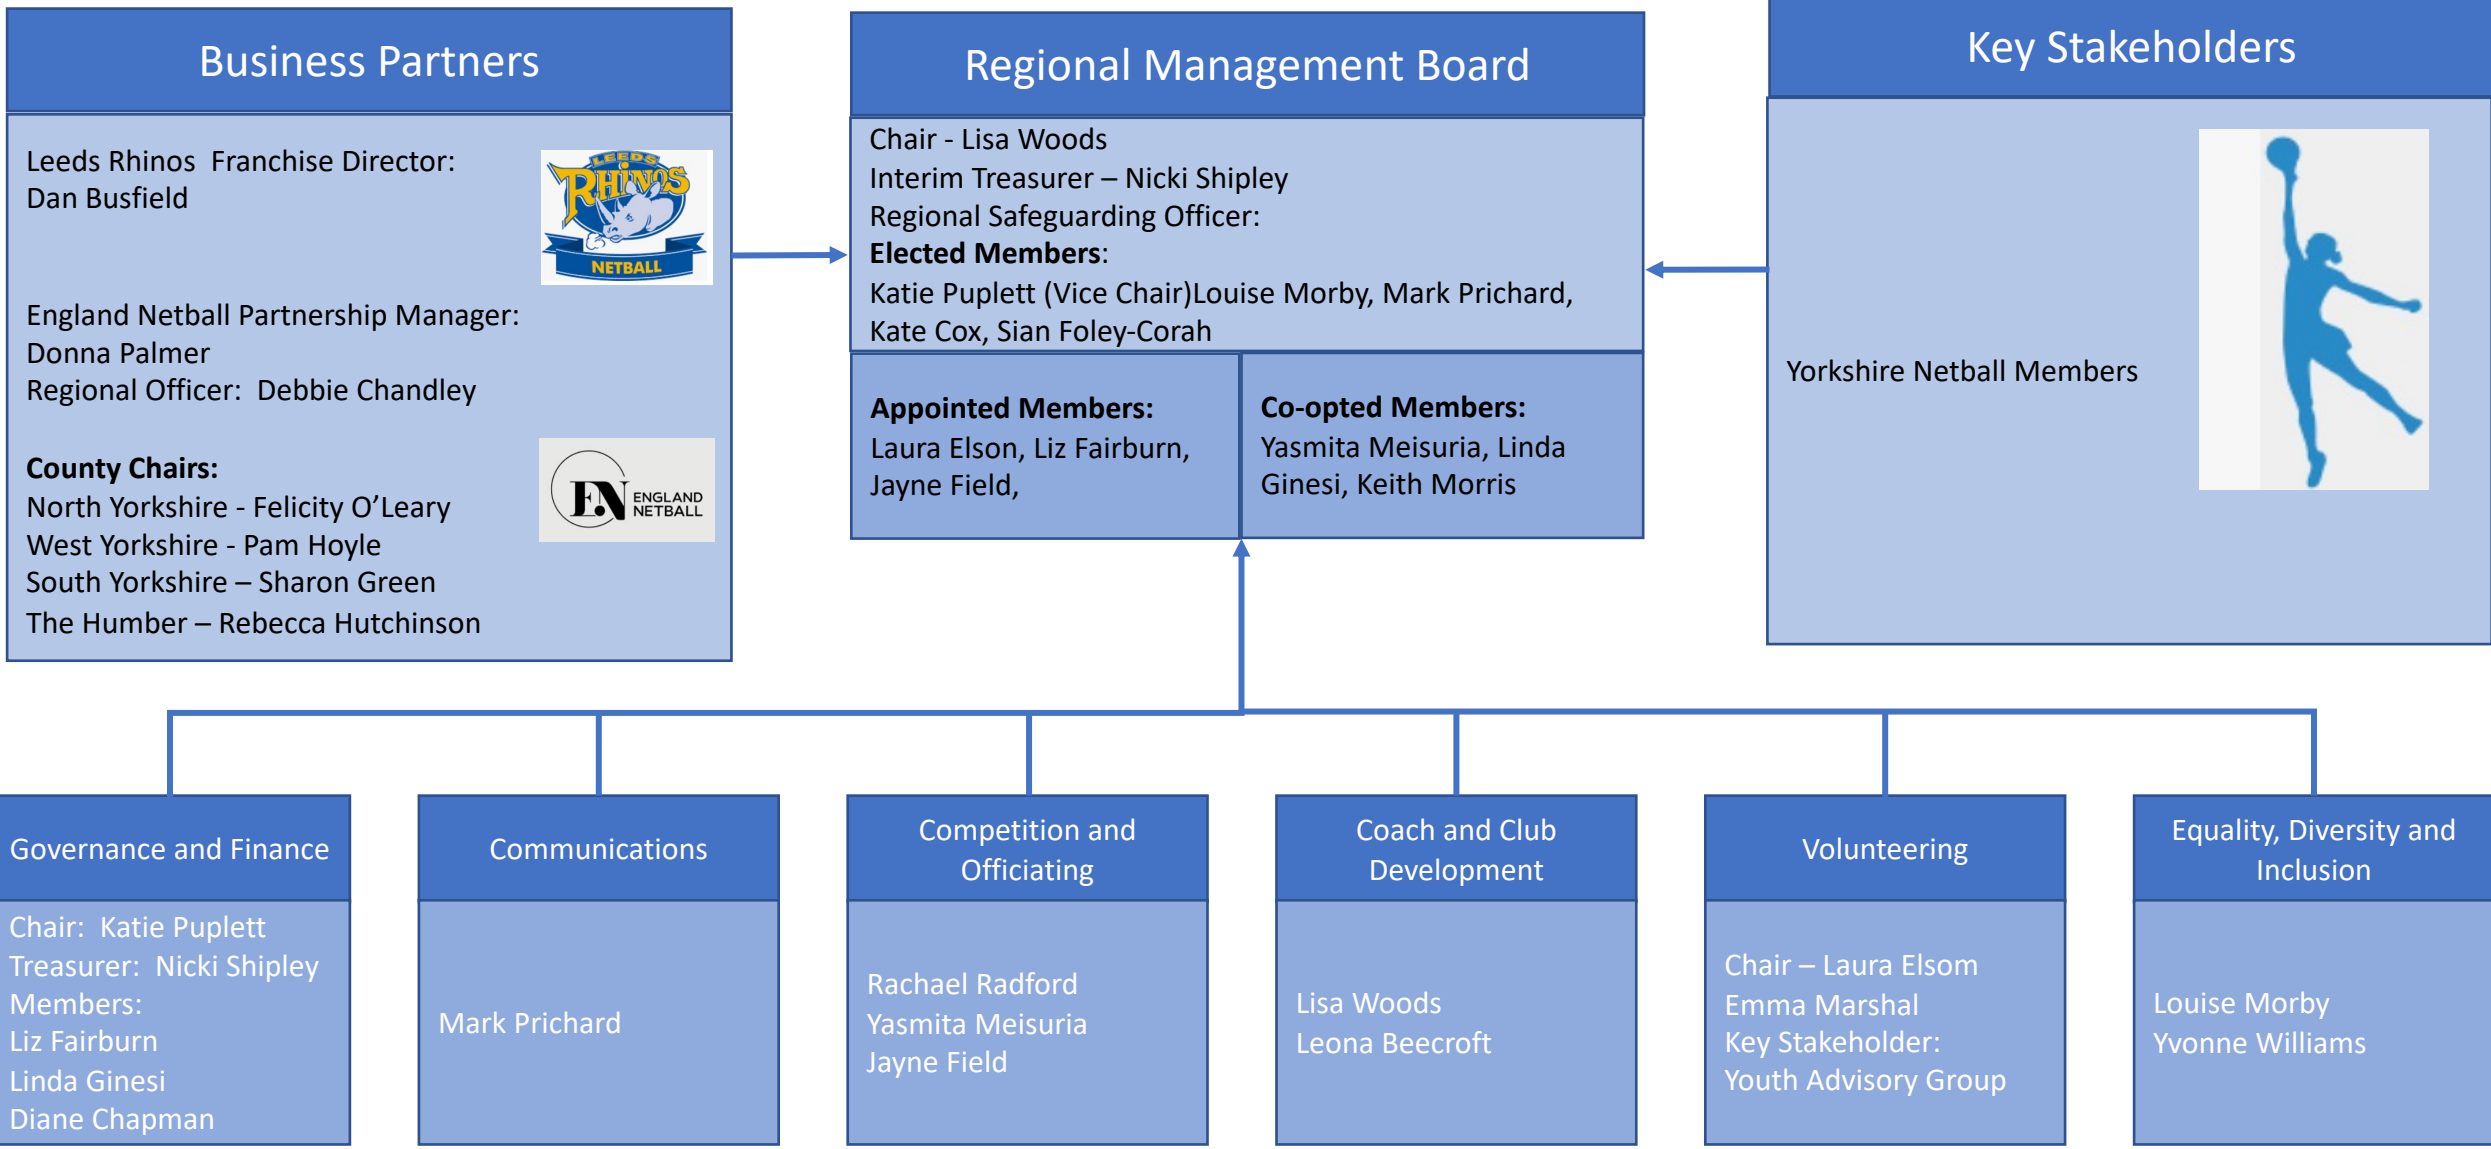 Business Partners
Leeds Rhinos  Franchise Director:
Dan Busfield
LEEDS
RHINOS
NETBALL
England Netball Partnership Manager:
Donna Palmer
Regional Officer:  Debbie Chandley
County Chairs:
North Yorkshire - Felicity O’Leary
West Yorkshire - Pam Hoyle
South Yorkshire – Sharon Green
The Humber – Rebecca Hutchinson
EN
ENGLAND
NETBALL
Regional Management Board
Chair - Lisa Woods
Interim Treasurer – Nicki Shipley
Regional Safeguarding Officer:
Elected Members:
Katie Puplett (Vice Chair)Louise Morby, Mark Prichard,
Kate Cox, Sian Foley-Corah
Appointed Members:
Laura Elson, Liz Fairburn,
Jayne Field,
Co-opted Members:
Yasmita Meisuria, Linda
Ginesi, Keith Morris
Key Stakeholders
Yorkshire Netball Members
Governance and Finance
Chair:  Katie Puplett
Treasurer:  Nicki Shipley
Members:
Liz Fairburn
Linda Ginesi
Diane Chapman
Communications
Mark Prichard
Competition and
Officiating
Rachael Radford
Yasmita Meisuria
Jayne Field
Coach and Club
Development
Lisa Woods
Leona Beecroft
Volunteering
Chair – Laura Elsom
Emma Marshal
Key Stakeholder:
Youth Advisory Group
Equality, Diversity and
Inclusion
Louise Morby
Yvonne Williams